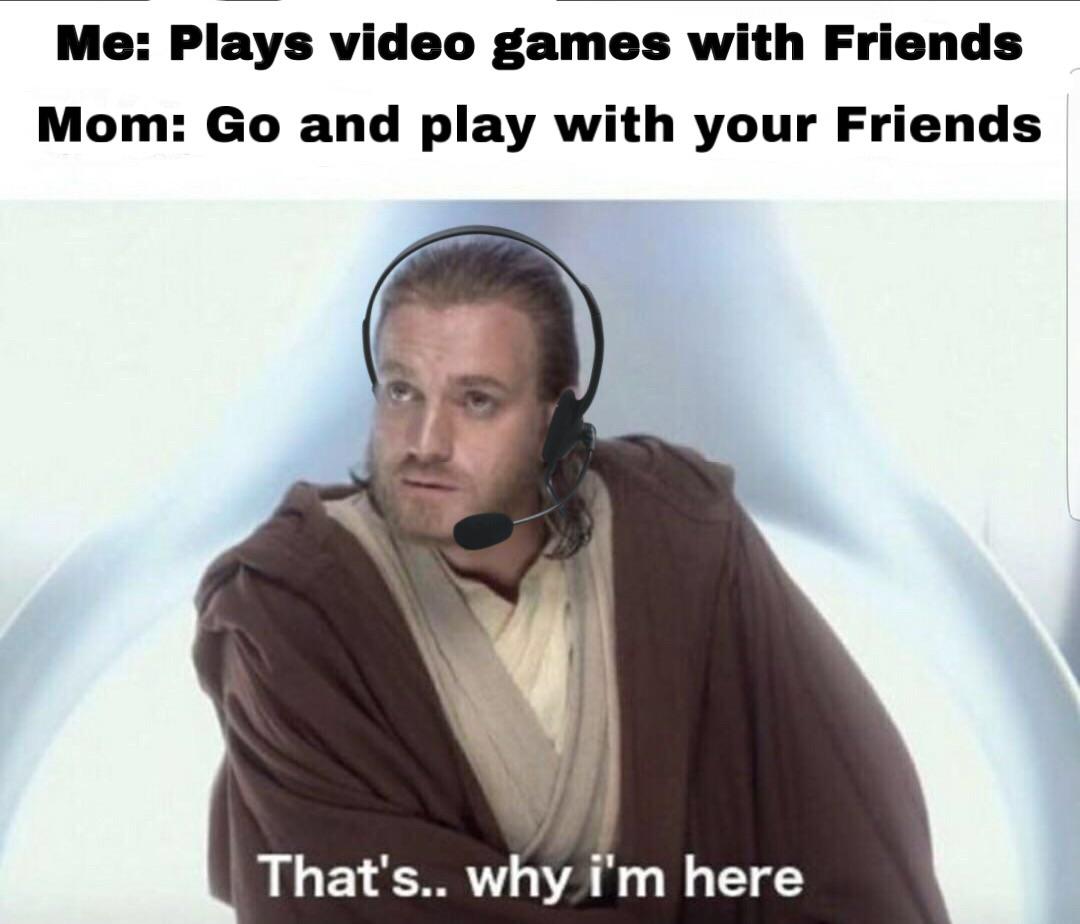 Me: Plays video games with Friends
Mom: Go and play with your Friends
That's.. why i'm here